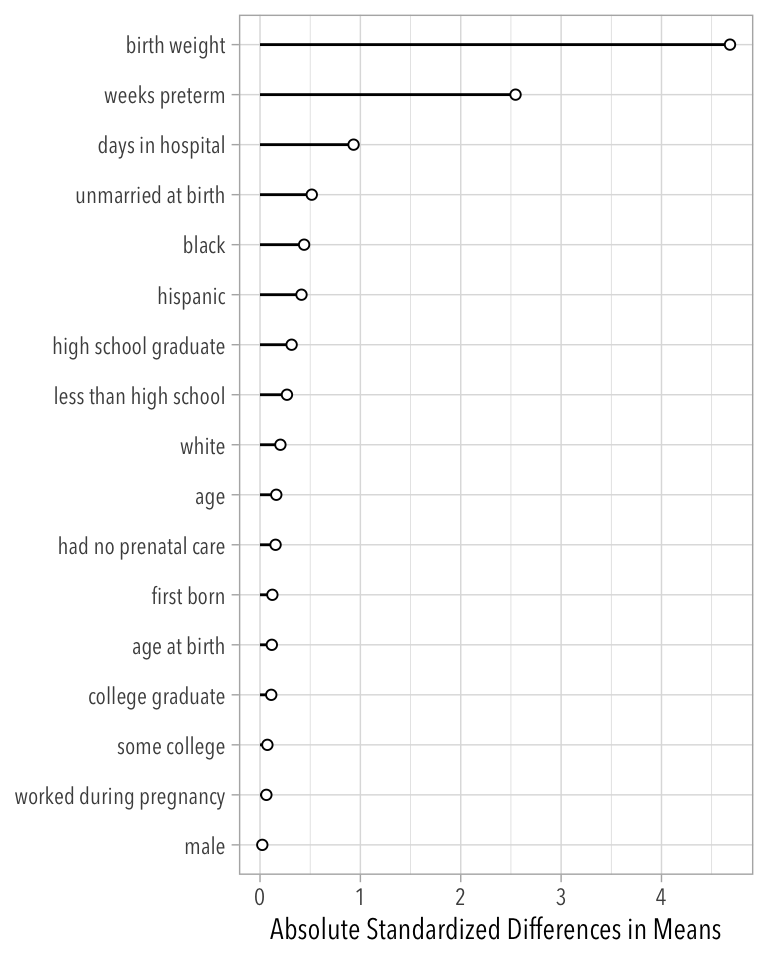 birth weight
weeks preterm
days in hospital
unmarried at birth
black
hispanic
high school graduate
less than high school
white
age
had no prenatal care
first born
age at birth
college graduate
some college
worked during pregnancy
male
0 1 2 3 4
Absolute Standardized Differences in Means